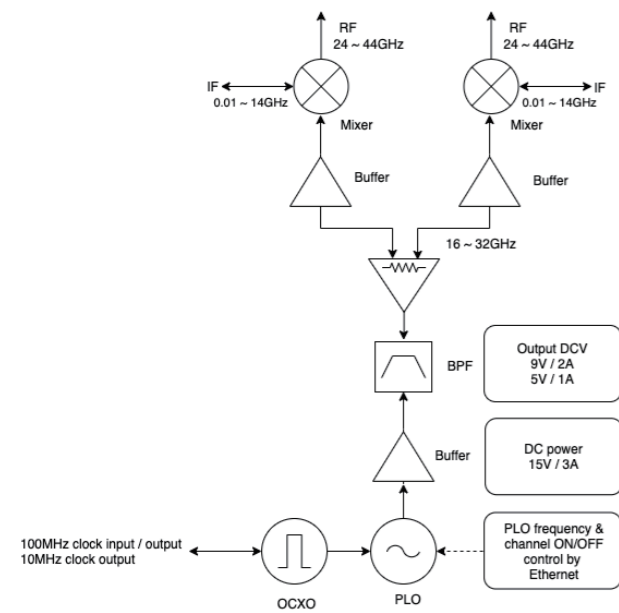 RF
24 ~ 44GHz
RF
24 ~ 44GHz
IF
0.01 ~ 14GHz
IF
0.01 ~ 14GHz
Mixer
Mixer
Buffer
Buffer
16 ~ 32GHz
BPF
Output DCV
9V / 2A
5V / 1A
Buffer
DC power
15V / 3A
PLO frequency &
channel ON/OFF
control by
Ethernet
100MHz clock input / output
10MHz clock output
OCXO
PLO